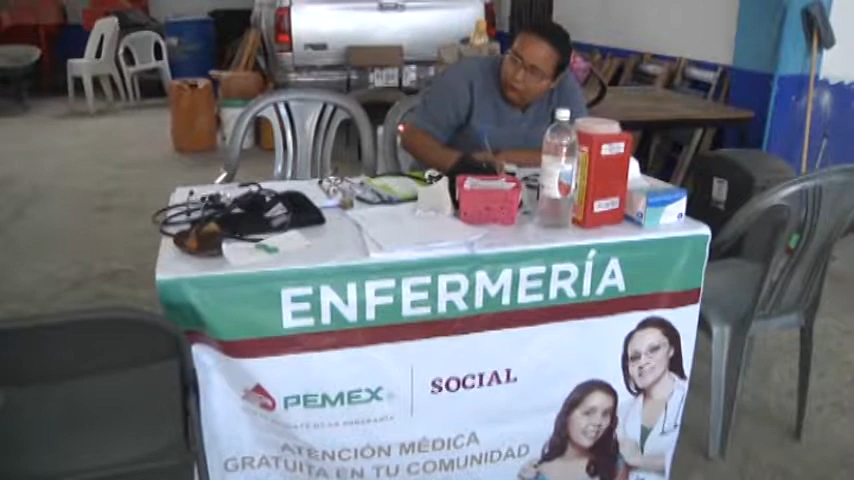 ENFERMERÍA
PEMEX®
SOCIAL
ATENCIÓN MÉDICA
GRATUITA EN TU COMUNIDAD